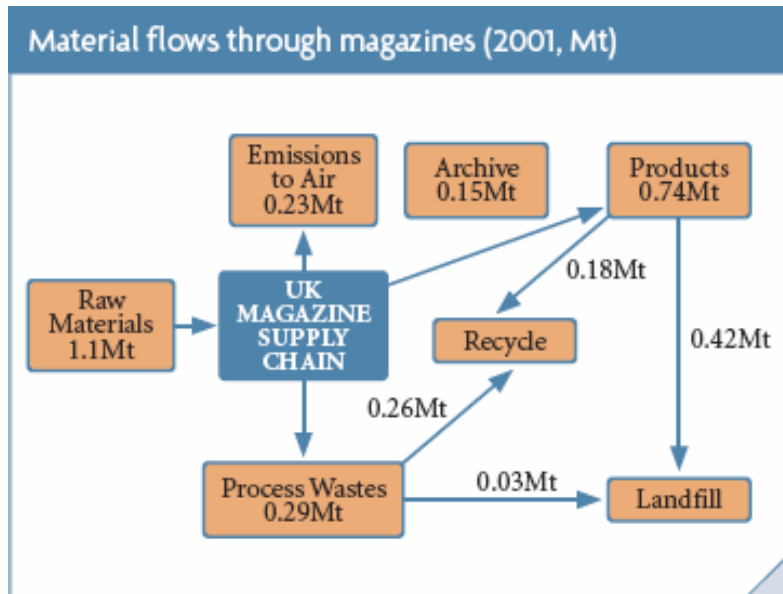 Material flows through magazines (2001, Mt)
Emissions
to Air
0.23Mt
Archive
0.15Mt
Products
0.74Mt
0.18Mt
Raw
Materials
1.1Mt
UK
MAGAZINE
SUPPLY
CHAIN
Recycle
0.42Mt
0.26Mt
Process Wastes
0.29Mt
0.03Mt
Landfill